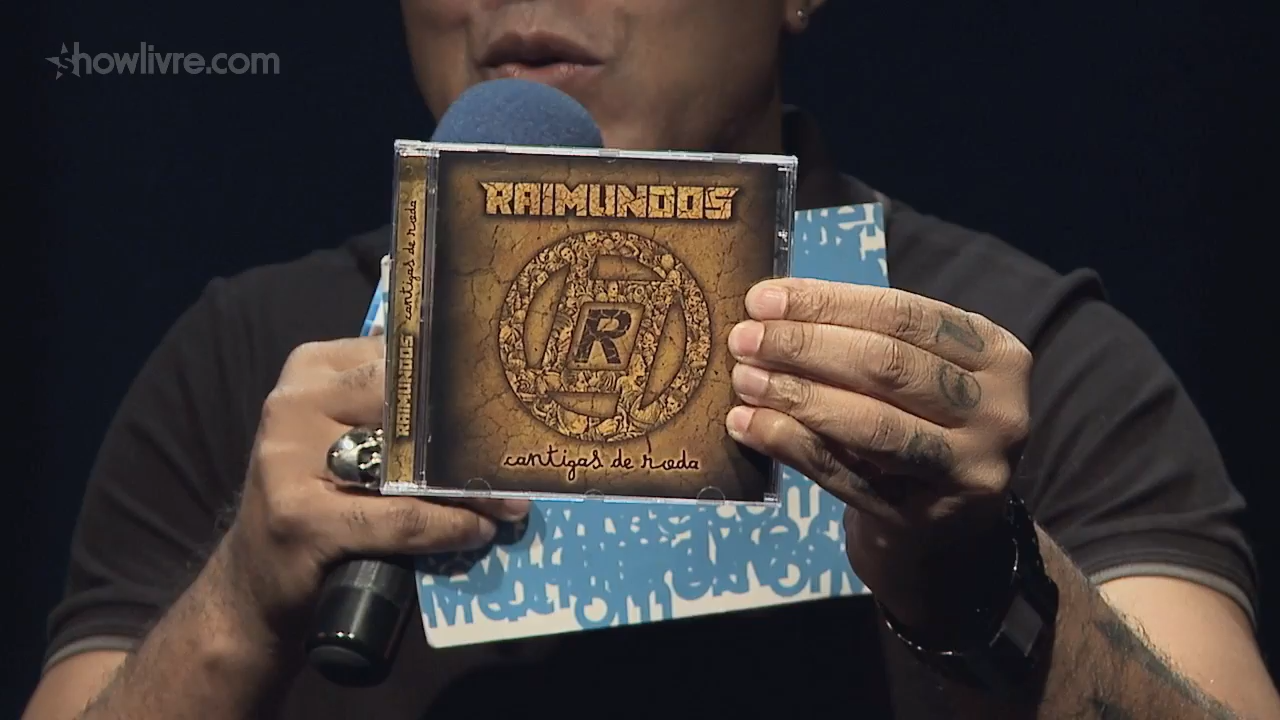 showlivre.com
RAIMUNDOS
R
cantigas de roda
RAIMUNDOS cantigas de roda